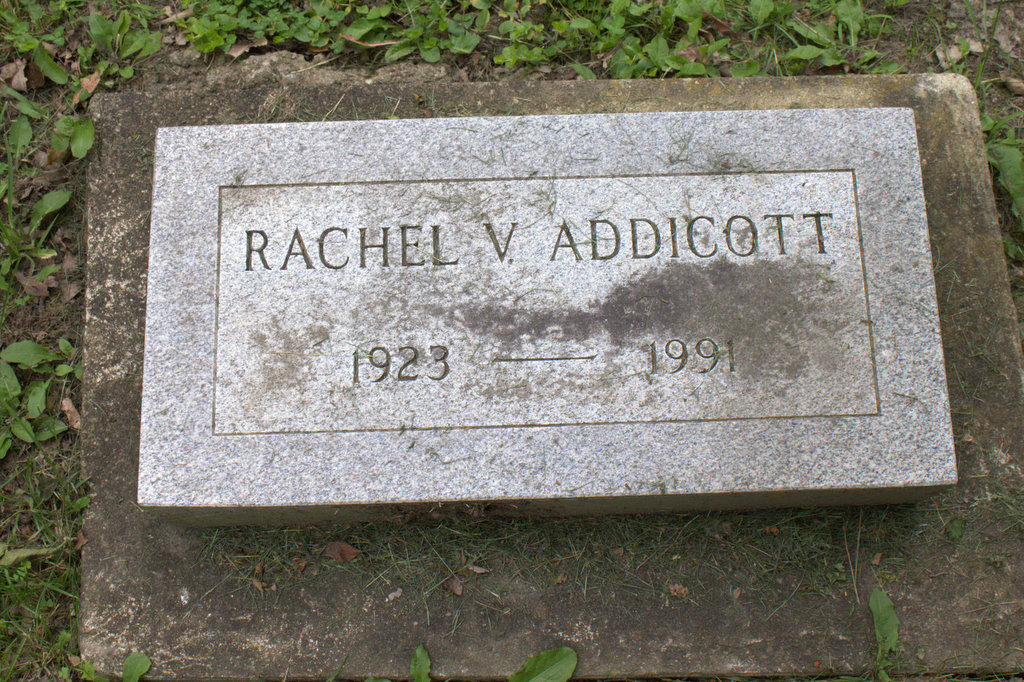 RACHEL V. ADDICOTT
1923 — 1991